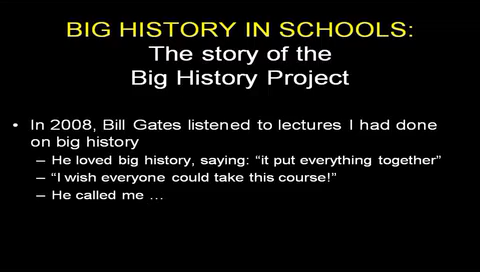 BIG HISTORY IN SCHOOLS:
The story of the
Big History Project
• In 2008, Bill Gates listened to lectures I had done
on big history
– He loved big history, saying: “it put everything together”
– “I wish everyone could take this course!”
– He called me …